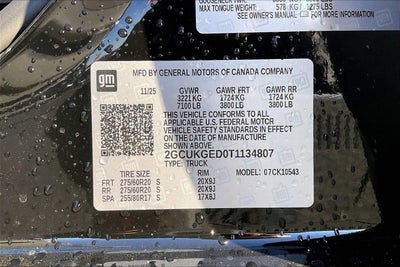 MAX TONGUE WEIGHT: 578 KG / 1275 LBS
SEE OWNER'S MANUAL FOR MORE INFORMATION
gm
MFD BY GENERAL MOTORS OF CANADA COMPANY
11/25 GVWR GAWR FRT GAWR RR
3221 KG 1724 KG 1724 KG
7100 LB 3800 LB 3800 LB
THIS VEHICLE CONFORMS TO ALL
APPLICABLE U.S. FEDERAL MOTOR
VEHICLE SAFETY STANDARDS IN
EFFECT ON THE DATE OF
MANUFACTURE SHOWN ABOVE.
2GCUKGED0T1134807
TYPE: TRUCK
TIRE SIZE RIM MODEL: 07CK10543
FRT 275/60R20 S 20X9J
RR 275/60R20 S 20X9J
SPA 255/80R17 S 17X8J